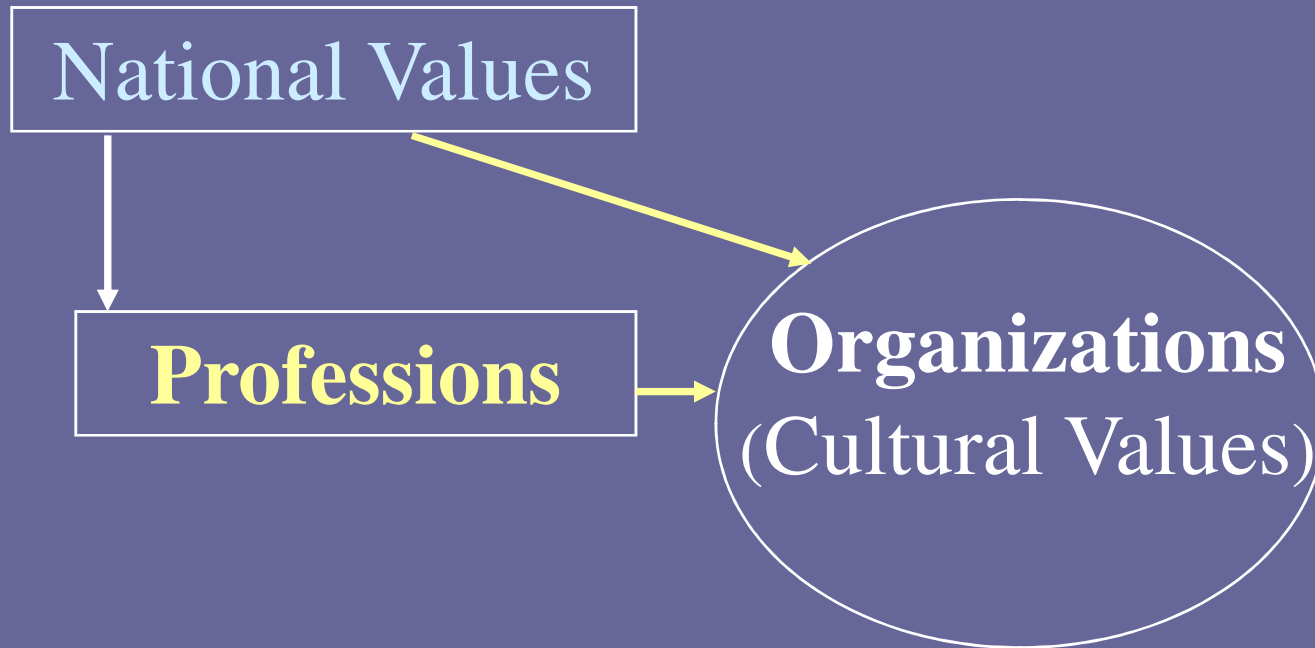 National Values
Professions
Organizations
(Cultural Values)